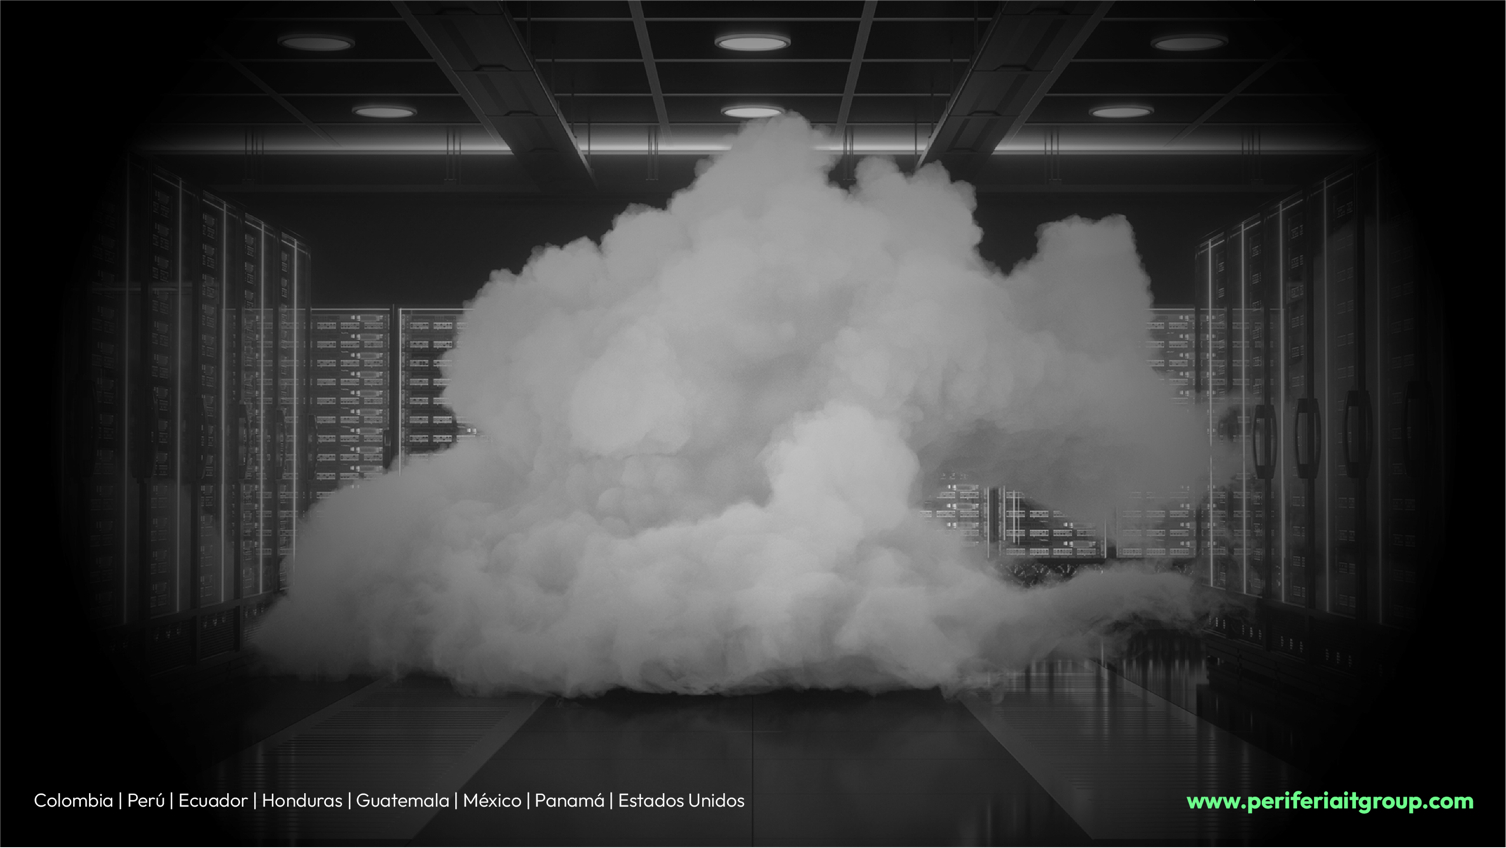 Colombia | Perú | Ecuador | Honduras | Guatemala | México | Panamá | Estados Unidos
www.periferiaitgroup.com